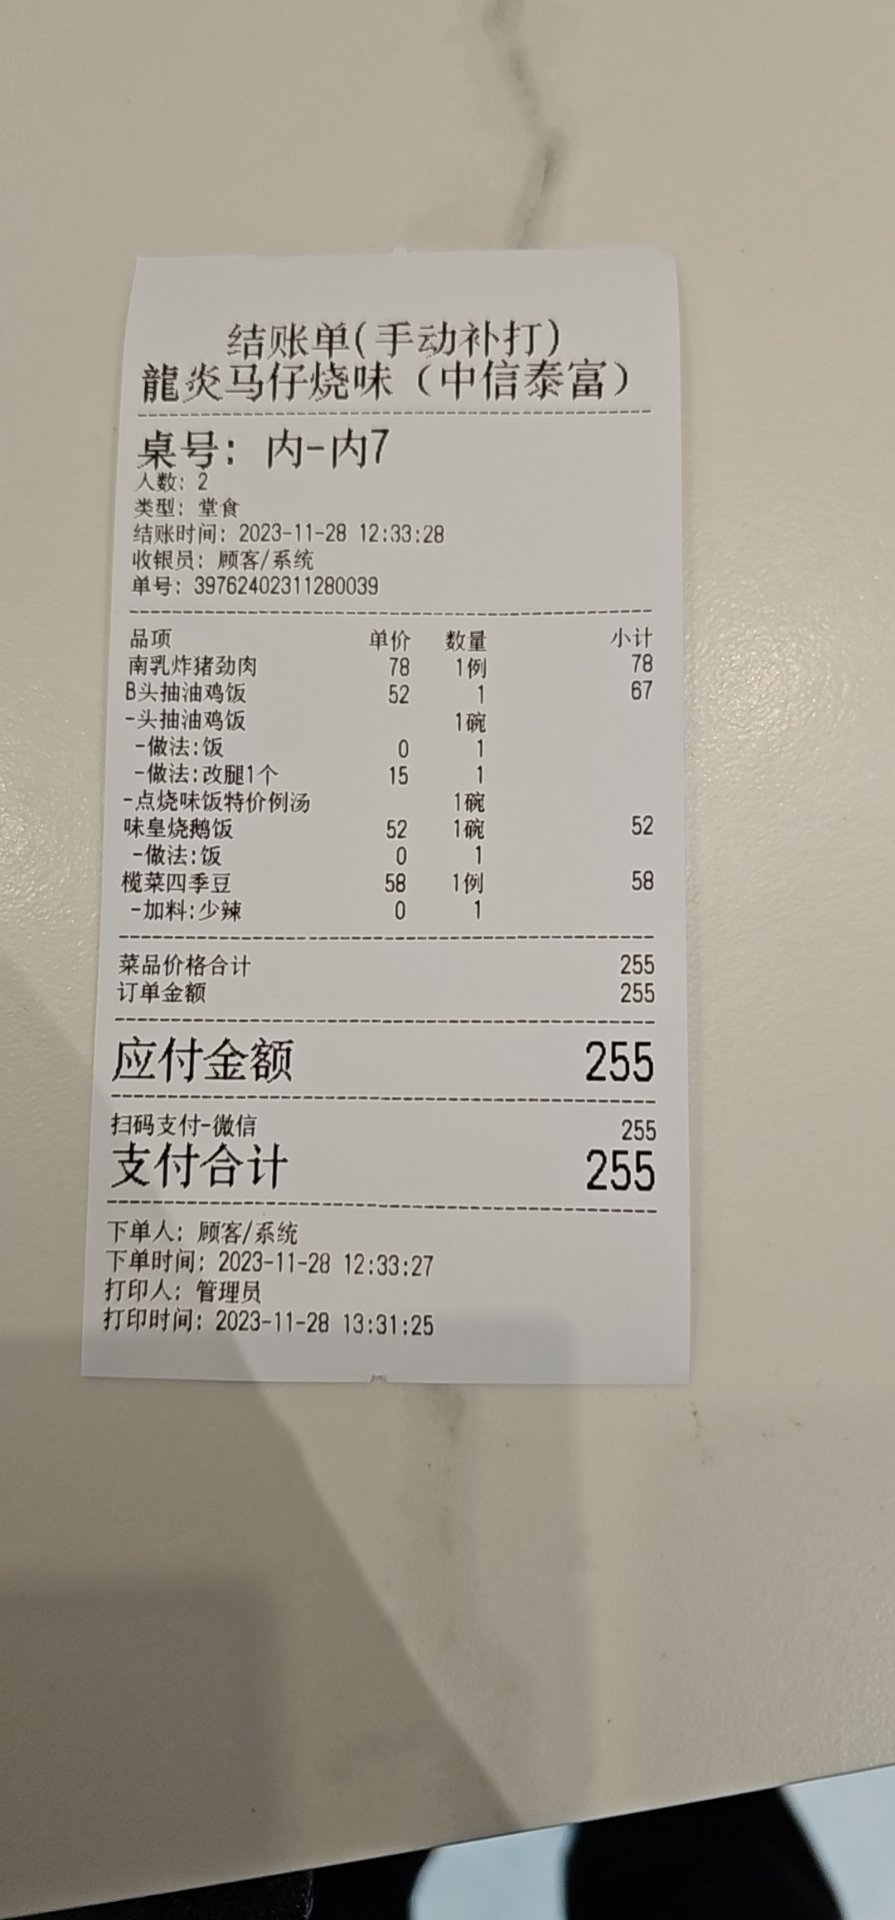 结账单(手动补打)
龍炎马仔烧味（中信泰富）
桌号: 内-内7
人数: 2
类型: 堂食
结账时间: 2023-11-28 12:33:28
收银员: 顾客/系统
单号: 39762402311280039
品项 单价 数量 小计
南乳炸猪劲肉 78 1例 78
B头抽油鸡饭 52 1 67
-头抽油鸡饭 1碗
-做法:饭 0 1
-做法:改腿1个 15 1
-点烧味饭特价例汤 1碗
味皇烧鹅饭 52 1碗 52
-做法:饭 0 1
榄菜四季豆 58 1例 58
-加料:少辣 0 1
菜品价格合计 255
订单金额 255
应付金额 255
扫码支付-微信 255
支付合计 255
下单人: 顾客/系统
下单时间: 2023-11-28 12:33:27
打印人: 管理员
打印时间: 2023-11-28 13:31:25